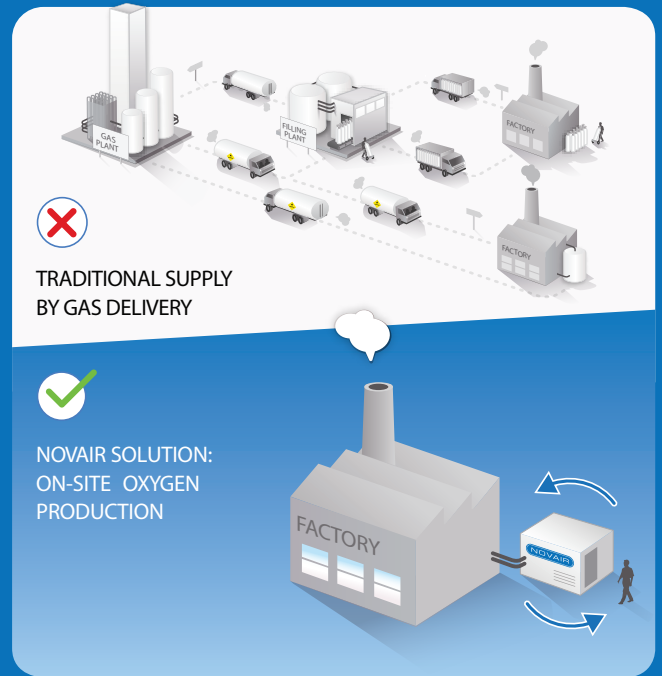 GAS
PLANT
FILLING
PLANT
FACTORY
FACTORY
TRADITIONAL SUPPLY
BY GAS DELIVERY
NOVAIR SOLUTION:
ON-SITE OXYGEN
PRODUCTION
FACTORY
NOVAIR